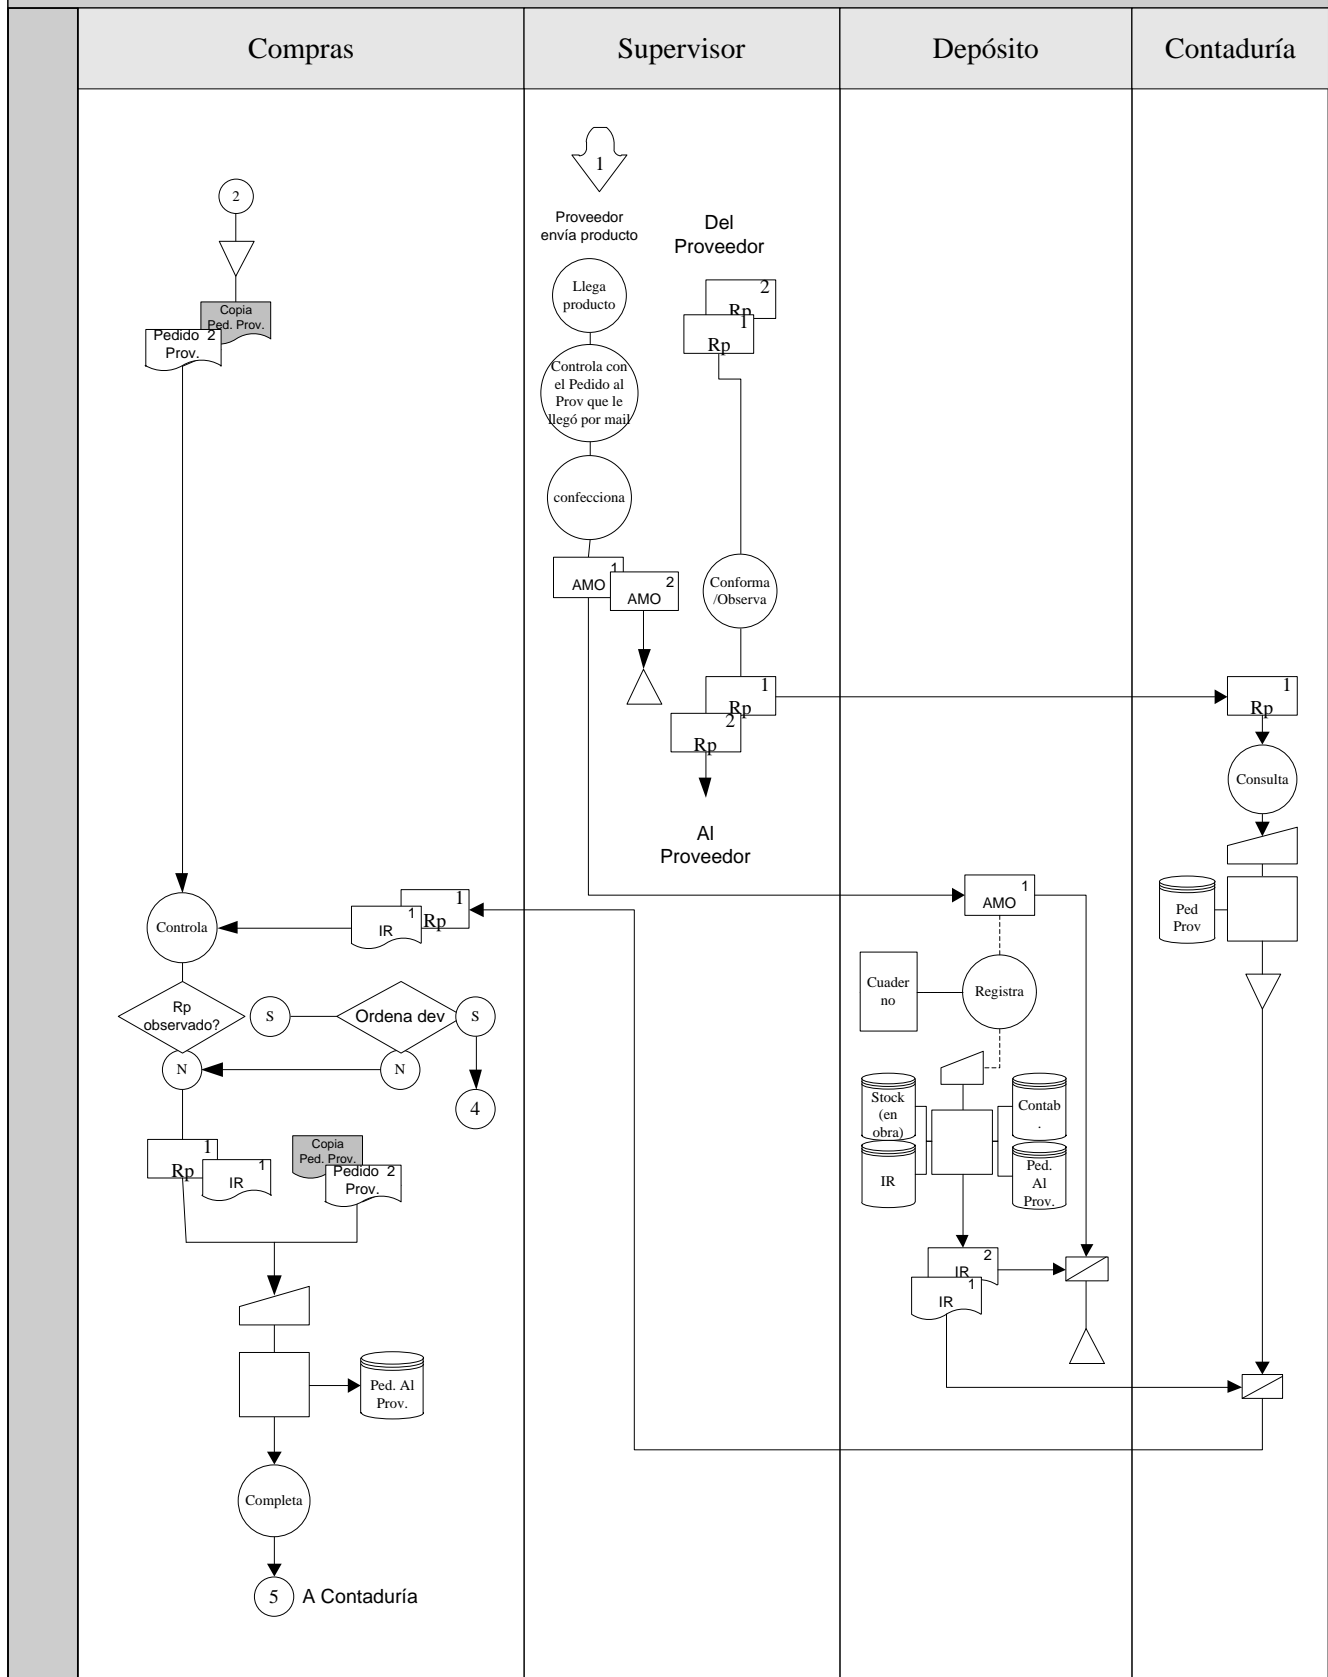 Compras
Supervisor
Depósito
Contaduría
1
2
Proveedor
envía producto
Del
Proveedor
Llega
producto
2
Rp
1
Rp
Copia
Ped. Prov.
Pedido 2
Prov.
Controla con
el Pedido al
Prov que le
llegó por mail
confecciona
1
AMO
2
AMO
Conforma
/Observa
1
Rp
2
Rp
1
Rp
Consulta
Al
Proveedor
Ped
Prov
1
AMO
Controla
1
IR
1
Rp
Cuader
no
Registra
Rp
observado?
S
Ordena dev
S
N
N
4
Stock
(en
obra)
Contab
.
IR
Ped.
Al
Prov.
1
Rp
1
IR
Copia
Ped. Prov.
Pedido 2
Prov.
2
IR
1
IR
Ped. Al
Prov.
Completa
5
A Contaduría